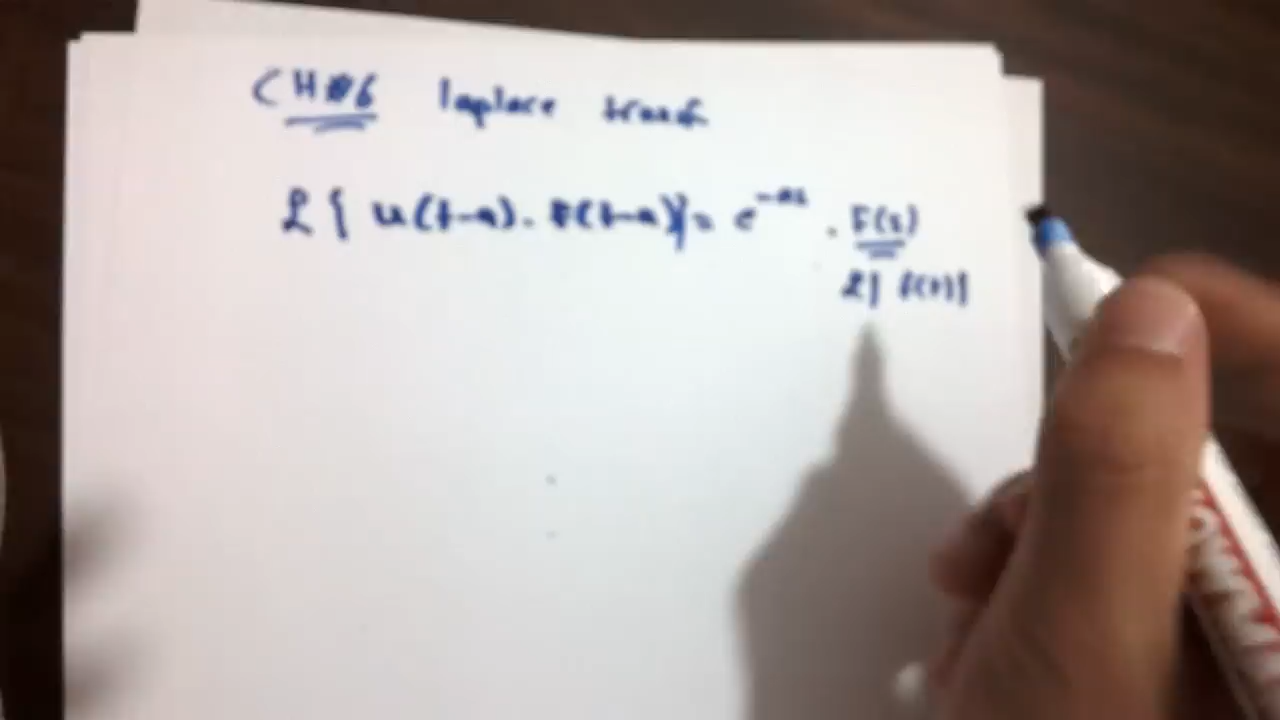 CH#6 laplace transf
ℒ{ u(t-a) . f(t-a)} = e^-as . F(s)
ℒ{ f(t)}